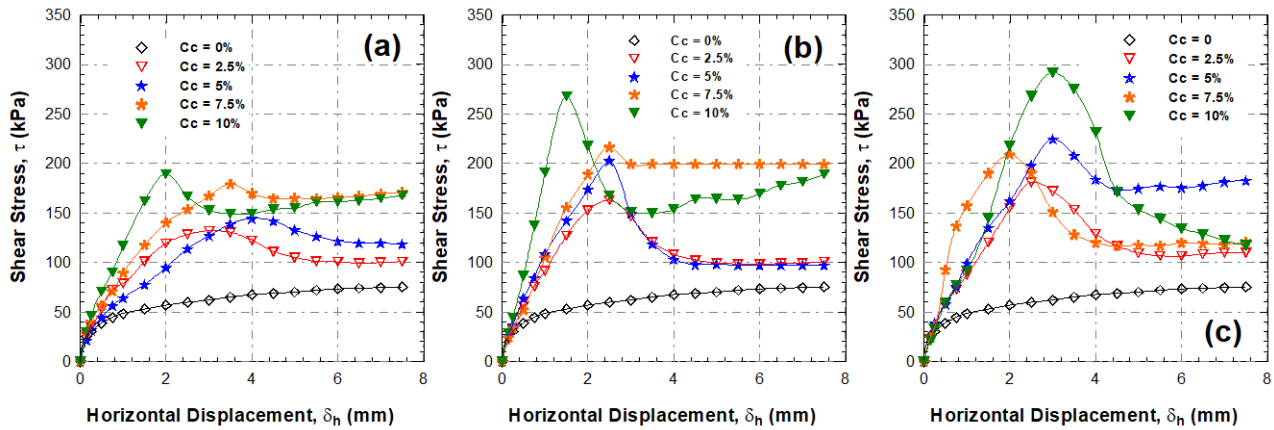 350
300
250
200
150
100
50
0
Shear Stress, τ (kPa)
(a)
Cc = 0%
Cc = 2.5%
Cc = 5%
Cc = 7.5%
Cc = 10%
0 2 4 6 8
Horizontal Displacement, δh (mm)
350
300
250
200
150
100
50
0
Shear Stress, τ (kPa)
(b)
Cc = 0%
Cc = 2.5%
Cc = 5%
Cc = 7.5%
Cc = 10%
0 2 4 6 8
Horizontal Displacement, δh (mm)
350
300
250
200
150
100
50
0
Shear Stress, τ (kPa)
Cc = 0
Cc = 2.5%
Cc = 5%
Cc = 7.5%
Cc = 10%
(c)
0 2 4 6 8
Horizontal Displacement, δh (mm)